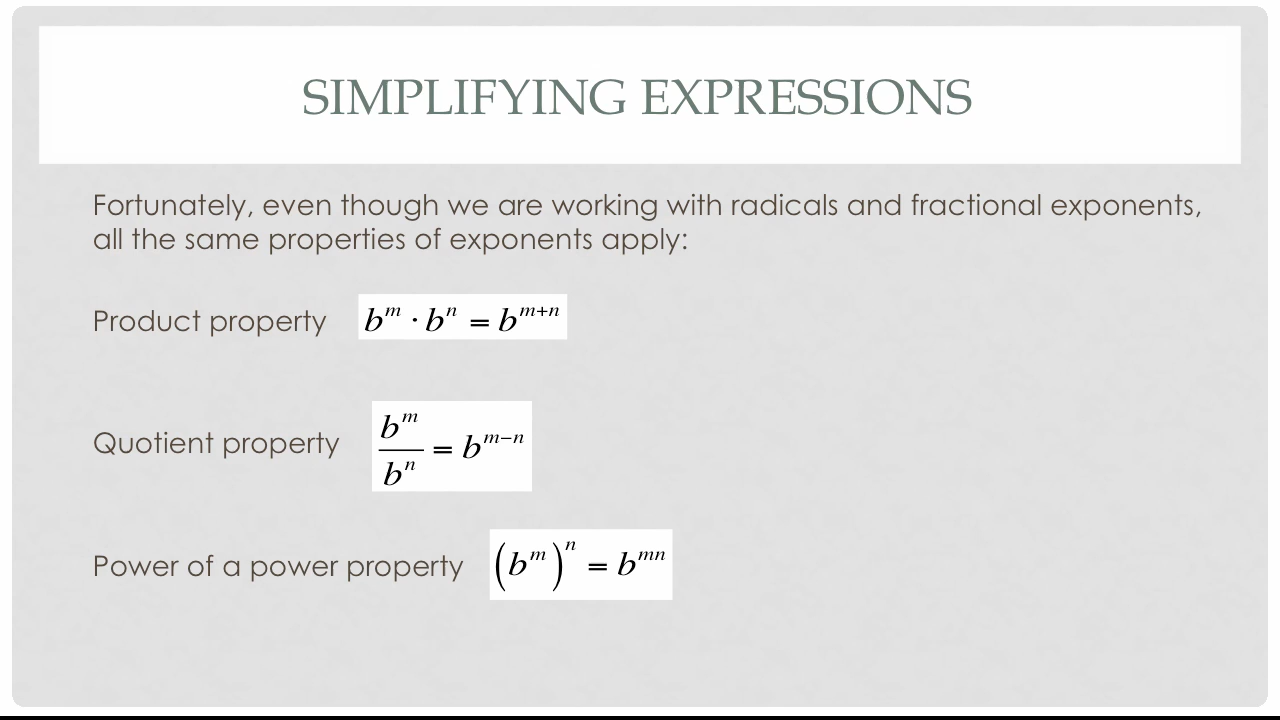 SIMPLIFYING EXPRESSIONS
Fortunately, even though we are working with radicals and fractional exponents,
all the same properties of exponents apply:
Product property b^m · b^n = b^{m+n}
Quotient property b^m / b^n = b^{m−n}
Power of a power property (b^m)^n = b^{mn}